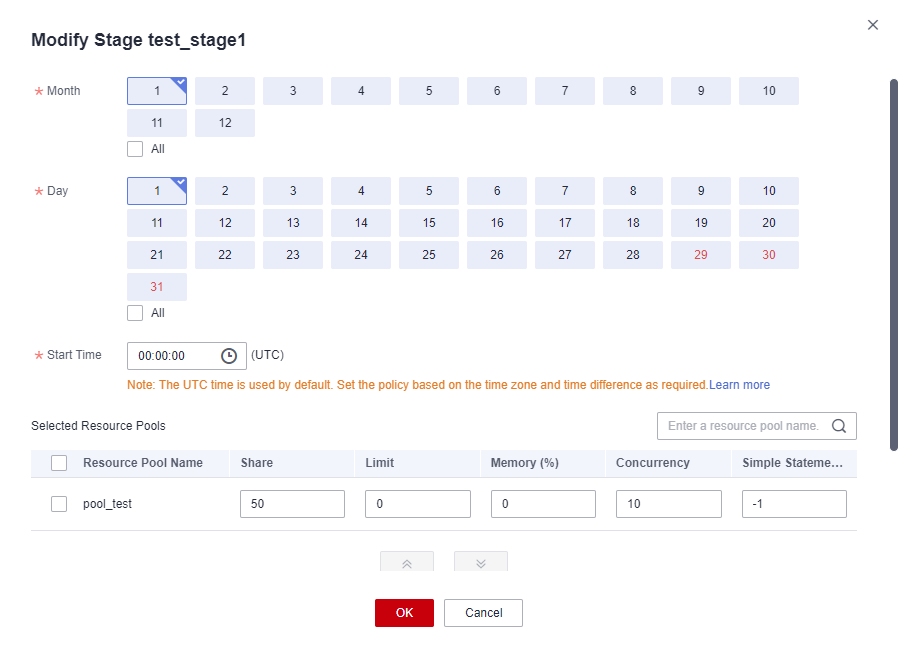 Modify Stage test_stage1
* Month 1 2 3 4 5 6 7 8 9 10
11 12
All
* Day 1 2 3 4 5 6 7 8 9 10
11 12 13 14 15 16 17 18 19 20
21 22 23 24 25 26 27 28 29 30
31
All
* Start Time 00:00:00 (UTC)
Note: The UTC time is used by default. Set the policy based on the time zone and time difference as required.Learn more
Selected Resource Pools Enter a resource pool name.
Resource Pool Name Share Limit Memory (%) Concurrency Simple Stateme...
pool_test 50 0 0 10 -1
OK Cancel